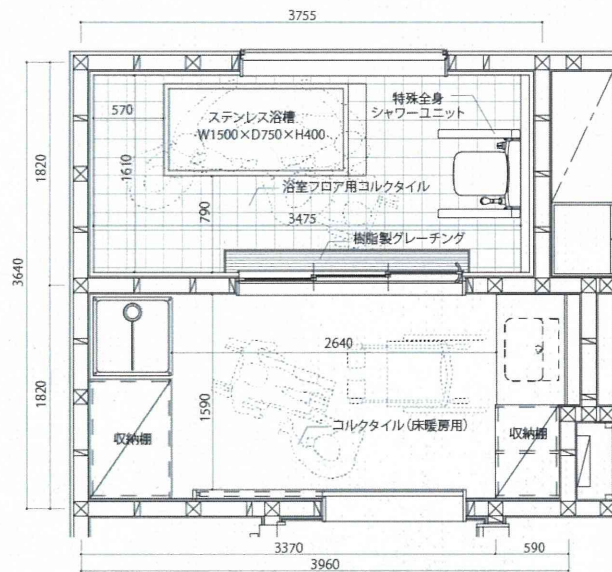 3755
570
ステンレス浴槽
W1500×D750×H400
特殊全身
シャワーユニット
1820
1610
790
浴室フロア用コルクタイル
3475
樹脂製グレーチング
3640
2640
1820
1590
収納棚
コルクタイル(床暖房用)
収納棚
3370
590
3960